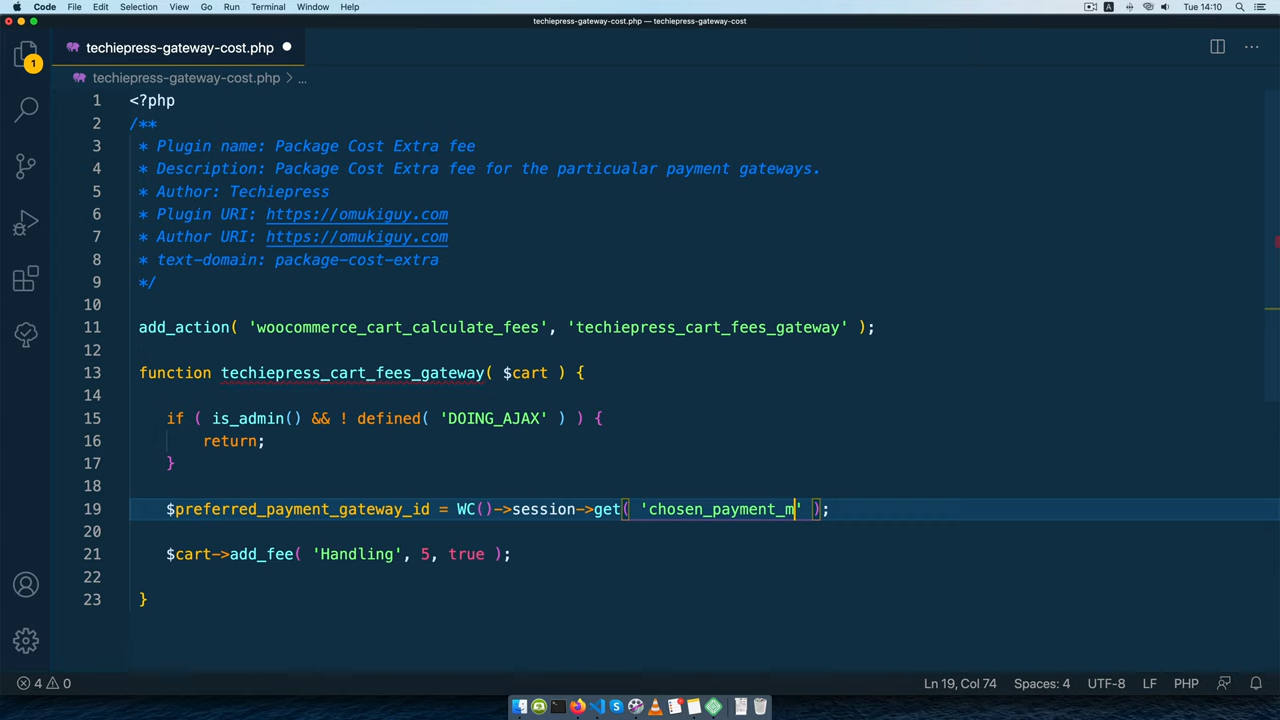 Code File Edit Selection View Go Run Terminal Window Help A Tue 14:10
techiepress-gateway-cost.php — techiepress-gateway-cost
techiepress-gateway-cost.php
1
techiepress-gateway-cost.php > ...
1 <?php
2 /**
3 * Plugin name: Package Cost Extra fee
4 * Description: Package Cost Extra fee for the particualar payment gateways.
5 * Author: Techiepress
6 * Plugin URI: https://omukiguy.com
7 * Author URI: https://omukiguy.com
8 * text-domain: package-cost-extra
9 */
10
11 add_action( 'woocommerce_cart_calculate_fees', 'techiepress_cart_fees_gateway' );
12
13 function techiepress_cart_fees_gateway( $cart ) {
14
15 if ( is_admin() && ! defined( 'DOING_AJAX' ) ) {
16 return;
17 }
18
19 $preferred_payment_gateway_id = WC()->session->get( 'chosen_payment_m' );
20
21 $cart->add_fee( 'Handling', 5, true );
22
23 }
4 0 Ln 19, Col 74 Spaces: 4 UTF-8 LF PHP